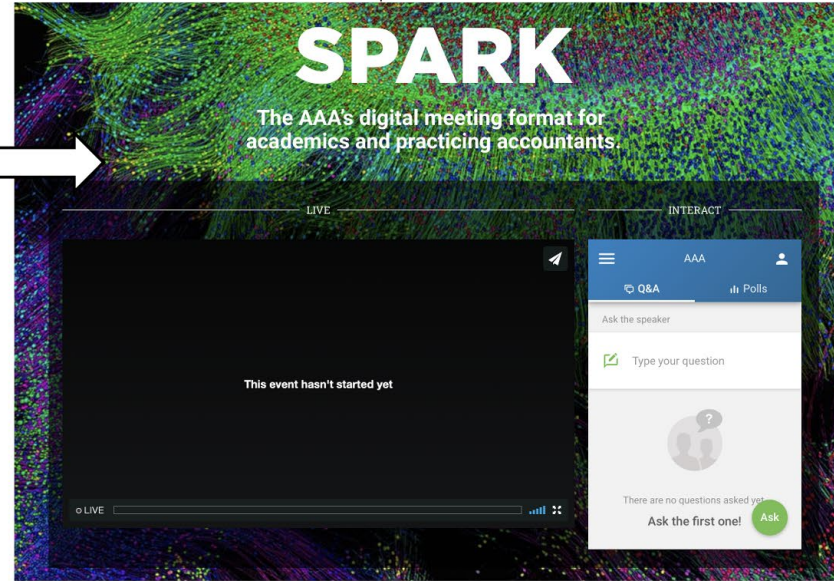 SPARK
The AAA's digital meeting format for
academics and practicing accountants.
LIVE
This event hasn't started yet
LIVE
INTERACT
AAA
Q&A Polls
Ask the speaker
Type your question
?
There are no questions asked yet
Ask the first one!
Ask